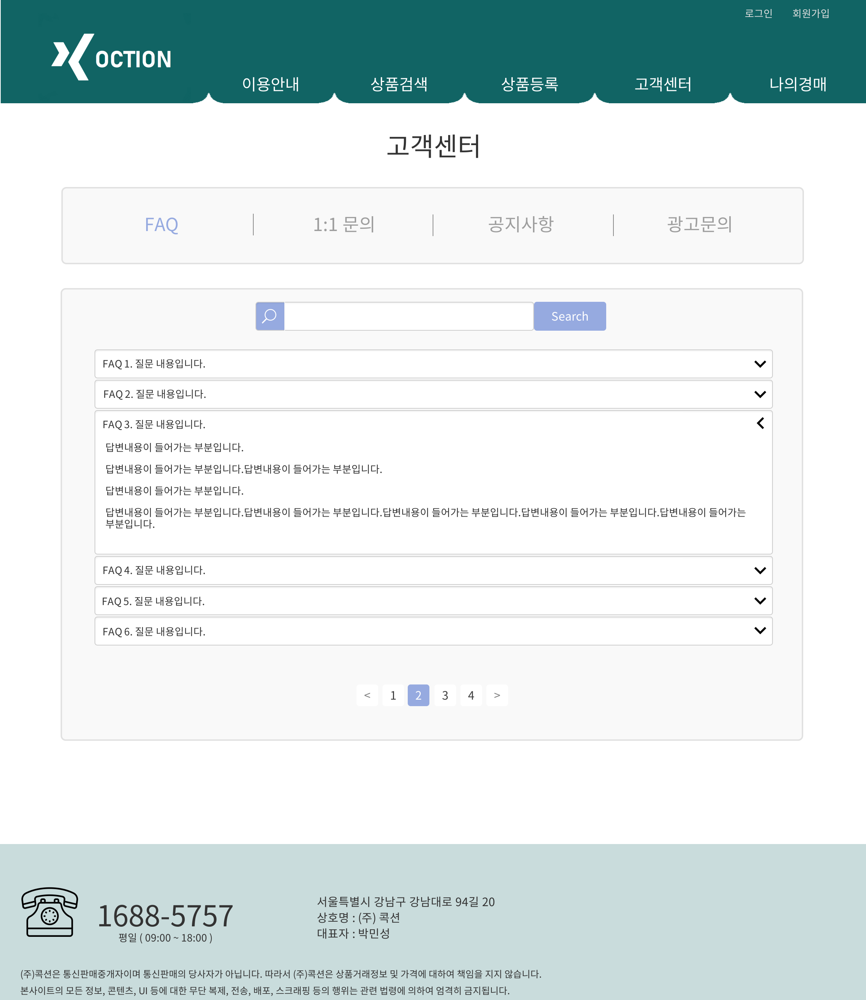 로그인 회원가입
OCTION
이용안내 상품검색 상품등록 고객센터 나의경매
고객센터
FAQ 1:1 문의 공지사항 광고문의
Search
FAQ 1. 질문 내용입니다.
FAQ 2. 질문 내용입니다.
FAQ 3. 질문 내용입니다.
답변내용이 들어가는 부분입니다.
답변내용이 들어가는 부분입니다.답변내용이 들어가는 부분입니다.
답변내용이 들어가는 부분입니다.
답변내용이 들어가는 부분입니다.답변내용이 들어가는 부분입니다.답변내용이 들어가는 부분입니다.답변내용이 들어가는 부분입니다.답변내용이 들어가는
부분입니다.
FAQ 4. 질문 내용입니다.
FAQ 5. 질문 내용입니다.
FAQ 6. 질문 내용입니다.
< 1 2 3 4 >
1688-5757
평일 ( 09:00 ~ 18:00 )
서울특별시 강남구 강남대로 94길 20
상호명 : (주) 콕션
대표자 : 박민성
(주)콕션은 통신판매중개자이며 통신판매의 당사자가 아닙니다. 따라서 (주)콕션은 상품거래정보 및 가격에 대하여 책임을 지지 않습니다.
본사이트의 모든 정보, 콘텐츠, UI 등에 대한 무단 복제, 전송, 배포, 스크래핑 등의 행위는 관련 법령에 의하여 엄격히 금지됩니다.